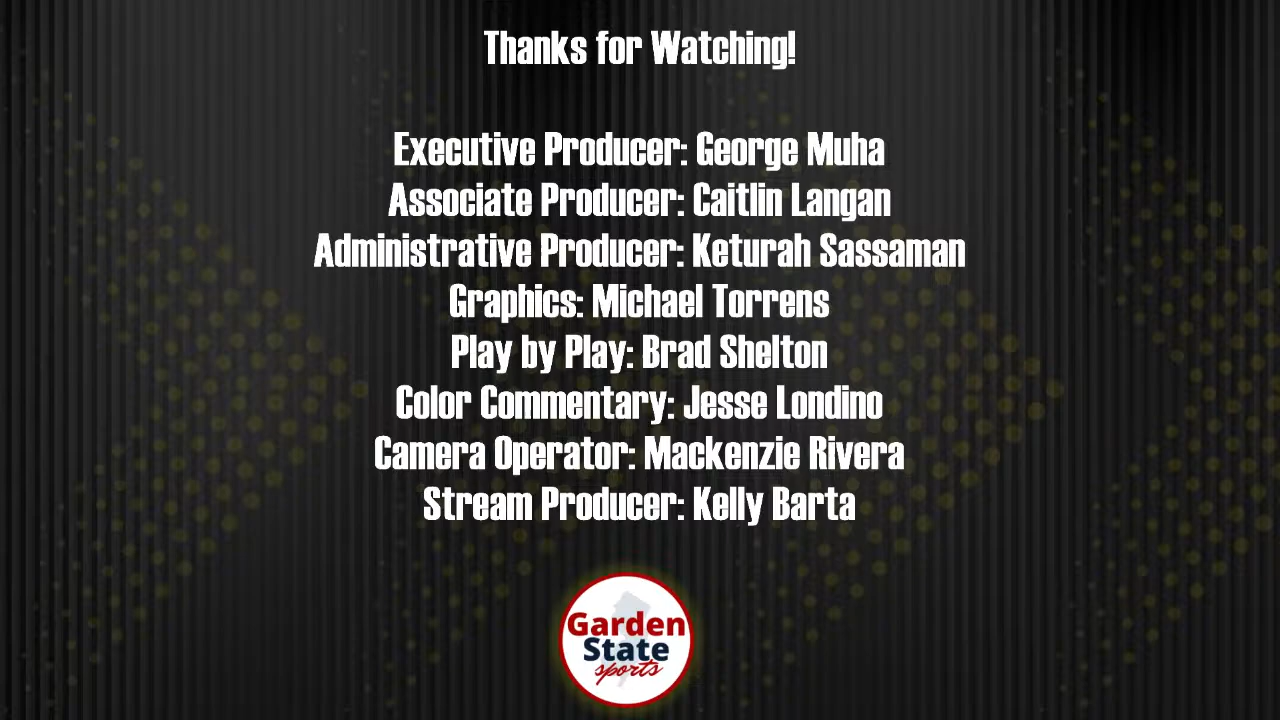 Thanks for Watching!
Executive Producer: George Muha
Associate Producer: Caitlin Langan
Administrative Producer: Keturah Sassaman
Graphics: Michael Torrens
Play by Play: Brad Shelton
Color Commentary: Jesse Londino
Camera Operator: Mackenzie Rivera
Stream Producer: Kelly Barta
Garden
State
sports